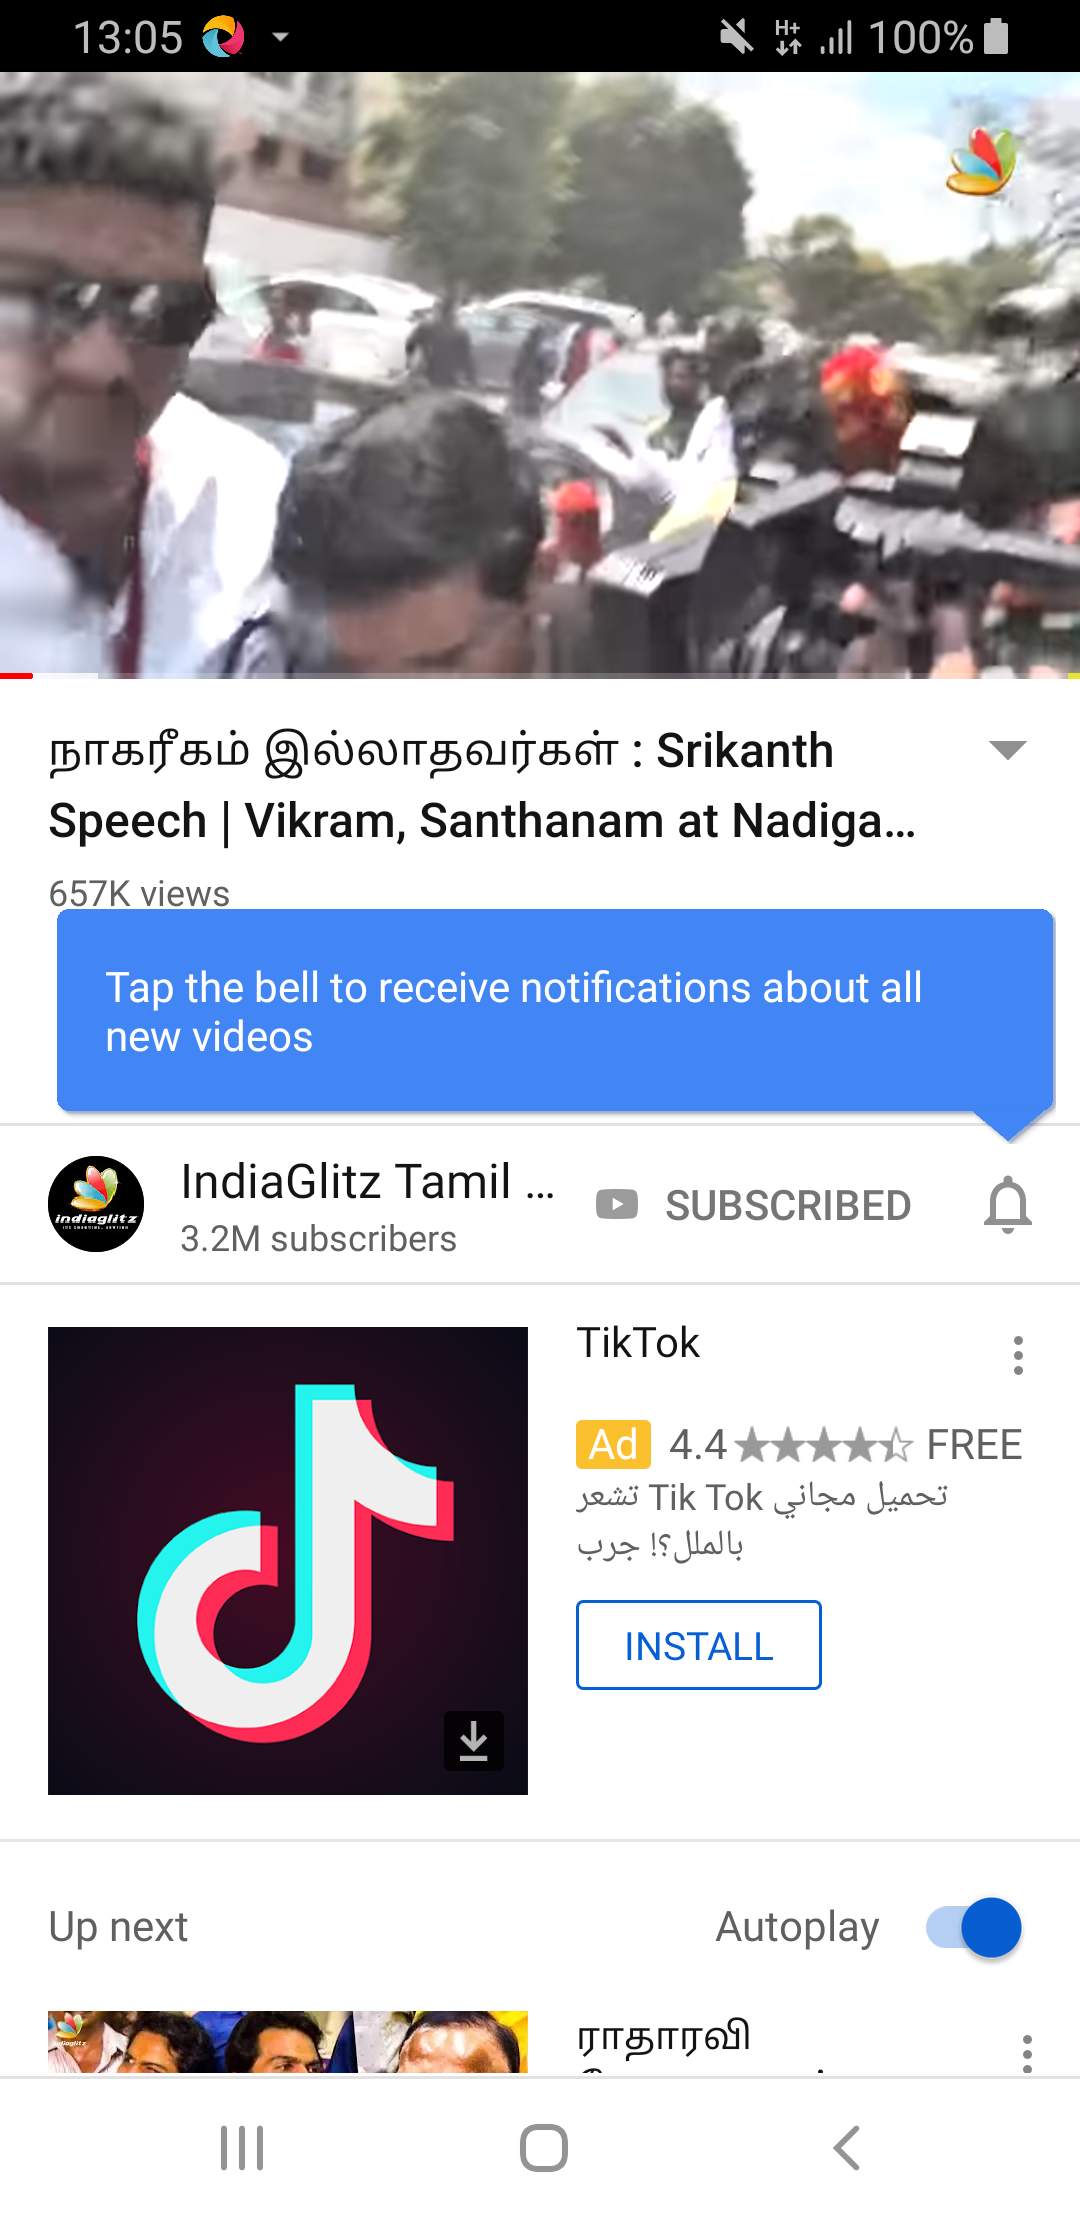 13:05
H+
100%
நாகரீகம் இல்லாதவர்கள் : Srikanth
Speech | Vikram, Santhanam at Nadiga...
657K views
Tap the bell to receive notifications about all
new videos
IndiaGlitz Tamil ...
3.2M subscribers
SUBSCRIBED
indiaglitz
TikTok
Ad 4.4 FREE
تشعر Tik Tok تحميل مجاني
بالملل؟! جرب
INSTALL
Up next
Autoplay
indiaglitz
ராதாரவி